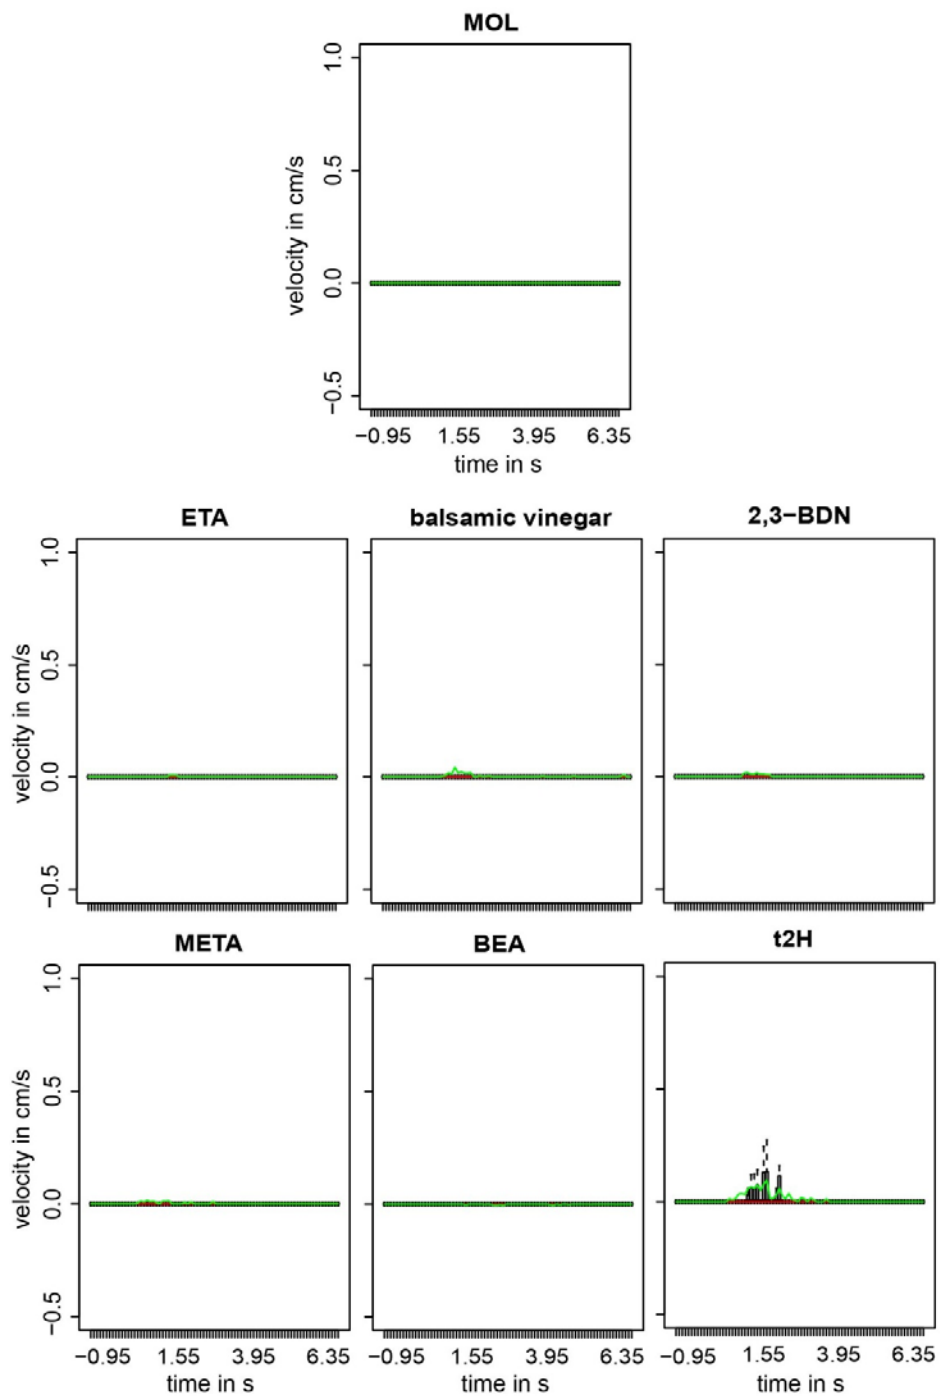 MOL
velocity in cm/s
1.0
0.5
0.0
−0.5
−0.95 1.55 3.95 6.35
time in s
ETA balsamic vinegar 2,3−BDN
velocity in cm/s
1.0
0.5
0.0
−0.5
META BEA t2H
velocity in cm/s
1.0
0.5
0.0
−0.5
−0.95 1.55 3.95 6.35 −0.95 1.55 3.95 6.35 −0.95 1.55 3.95 6.35
time in s time in s time in s